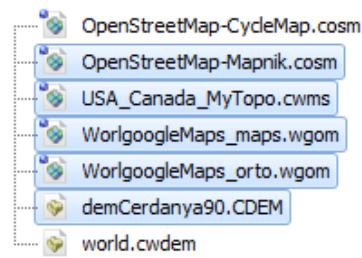 OpenStreetMap-CycleMap.cosm
OpenStreetMap-Mapnik.cosm
USA_Canada_MyTopo.cwms
WorlgoogleMaps_maps.wgom
WorlgoogleMaps_orto.wgom
demCerdanya90.CDEM
world.cwdem